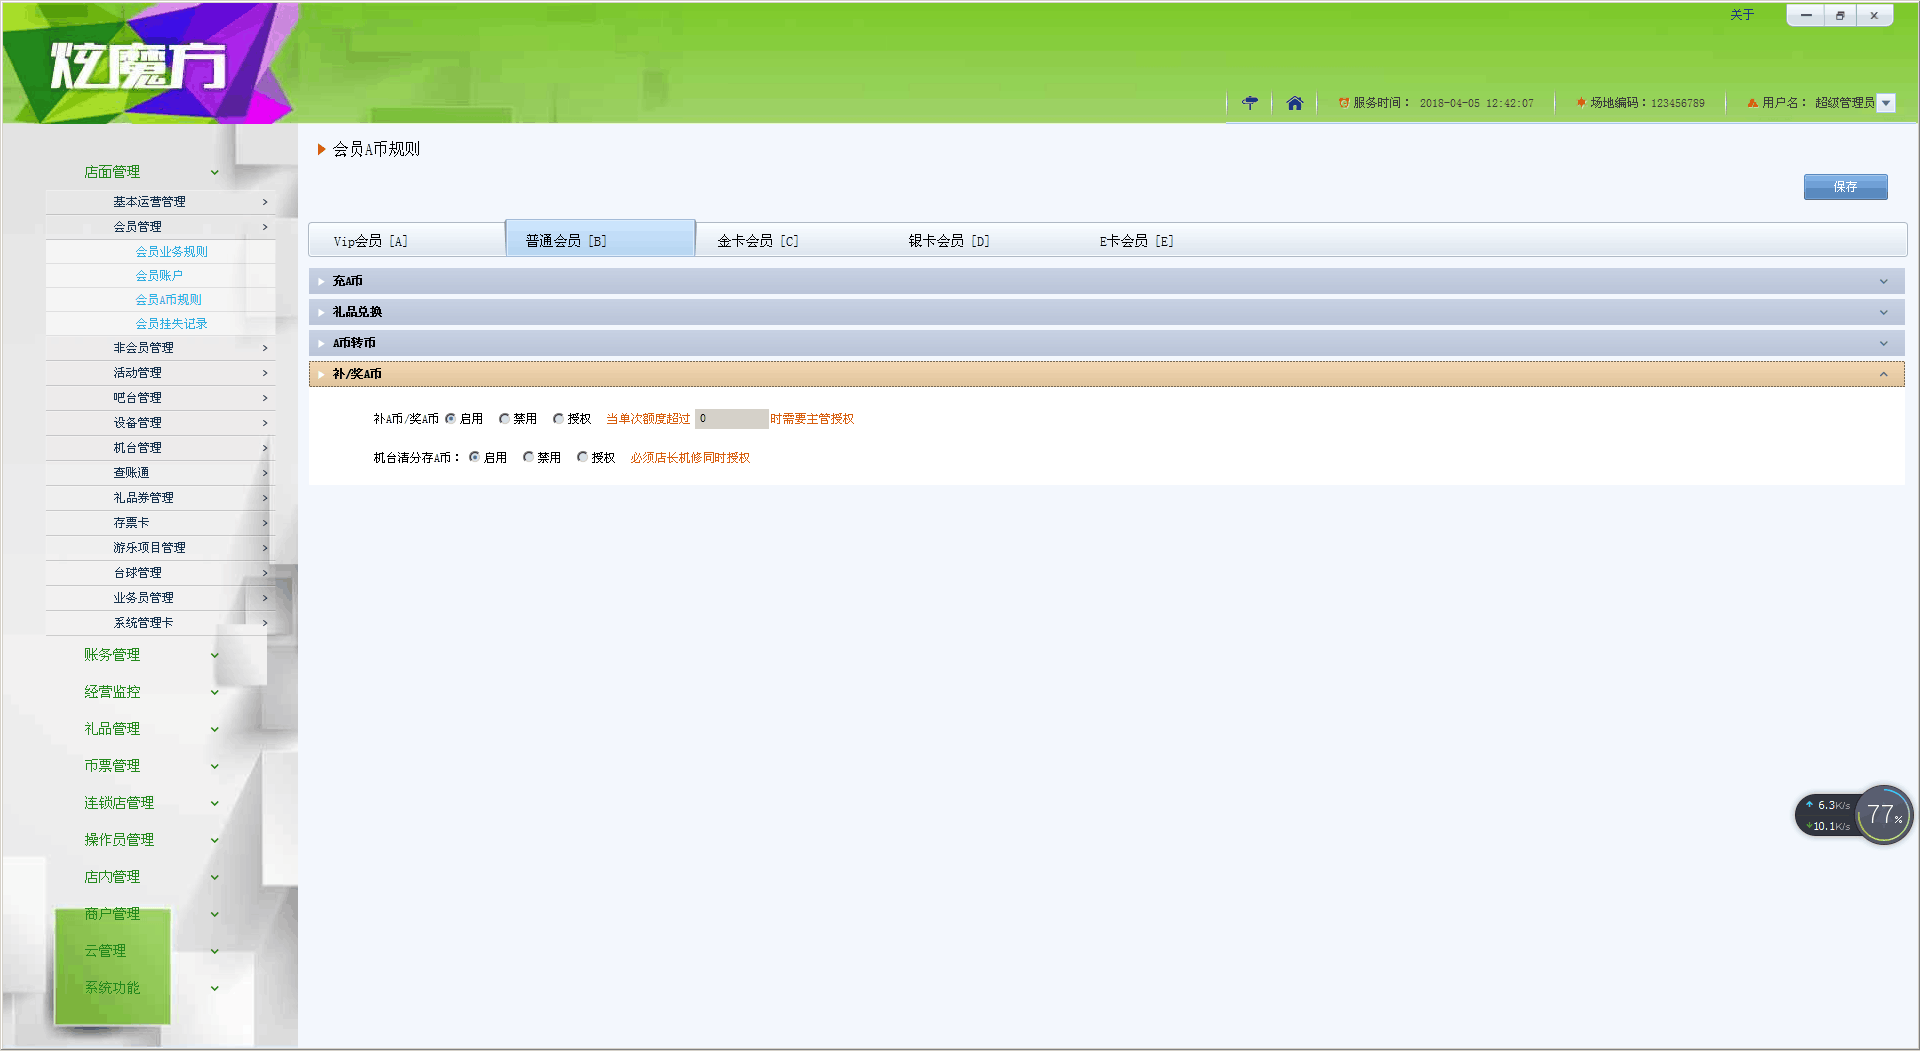 关于
炫魔方
服务时间： 2018-04-05 12:42:07
场地编码：123456789
用户名： 超级管理员
会员A币规则
保存
店面管理
基本运营管理
会员管理
会员业务规则
会员账户
会员A币规则
会员挂失记录
非会员管理
活动管理
吧台管理
设备管理
机台管理
查账通
礼品券管理
存票卡
游乐项目管理
台球管理
业务员管理
系统管理卡
账务管理
经营监控
礼品管理
币票管理
连锁店管理
操作员管理
店内管理
商户管理
云管理
系统功能
Vip会员 [A]
普通会员 [B]
金卡会员 [C]
银卡会员 [D]
E卡会员 [E]
充A币
礼品兑换
A币转币
补/奖A币
补A币/奖A币 启用 禁用 授权 当单次额度超过 0 时需要主管授权
机台清分存A币： 启用 禁用 授权 必须店长机修同时授权
6.3K/s
10.1K/s
77%